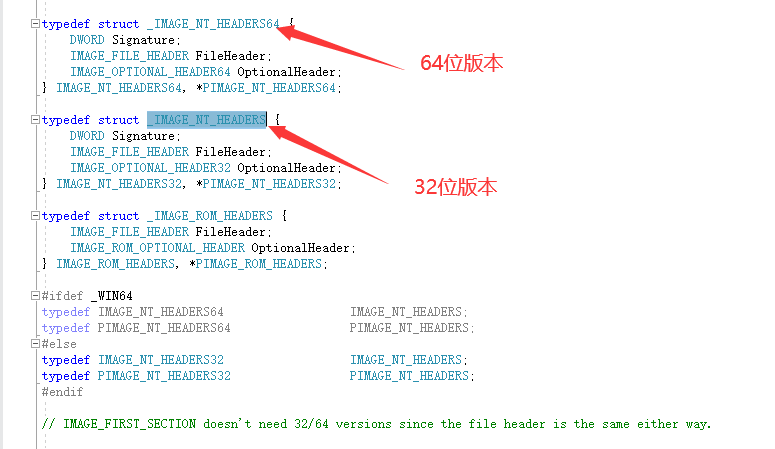 typedef struct _IMAGE_NT_HEADERS64 {
DWORD Signature;
IMAGE_FILE_HEADER FileHeader;
IMAGE_OPTIONAL_HEADER64 OptionalHeader;
} IMAGE_NT_HEADERS64, *PIMAGE_NT_HEADERS64;
64位版本
typedef struct _IMAGE_NT_HEADERS {
DWORD Signature;
IMAGE_FILE_HEADER FileHeader;
IMAGE_OPTIONAL_HEADER32 OptionalHeader;
} IMAGE_NT_HEADERS32, *PIMAGE_NT_HEADERS32;
32位版本
typedef struct _IMAGE_ROM_HEADERS {
IMAGE_FILE_HEADER FileHeader;
IMAGE_ROM_OPTIONAL_HEADER OptionalHeader;
} IMAGE_ROM_HEADERS, *PIMAGE_ROM_HEADERS;
#ifdef _WIN64
typedef IMAGE_NT_HEADERS64 IMAGE_NT_HEADERS;
typedef PIMAGE_NT_HEADERS64 PIMAGE_NT_HEADERS;
#else
typedef IMAGE_NT_HEADERS32 IMAGE_NT_HEADERS;
typedef PIMAGE_NT_HEADERS32 PIMAGE_NT_HEADERS;
#endif
// IMAGE_FIRST_SECTION doesn't need 32/64 versions since the file header is the same either way.